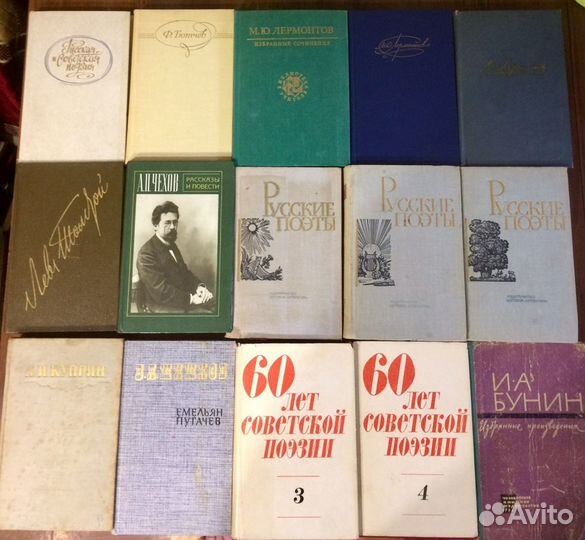 Русская
и Советская
поэзия
Ф. Тютчев
М. Ю. ЛЕРМОНТОВ
ИЗБРАННЫЕ СОЧИНЕНИЯ
Лев Толстой
А.П.ЧЕХОВ
РАССКАЗЫ
И ПОВЕСТИ
РУССКИЕ
ПОЭТЫ
РУССКИЕ
ПОЭТЫ
РУССКИЕ
ПОЭТЫ
КУПРИН
ЕМЕЛЬЯН
ПУГАЧЕВ
60
ЛЕТ
СОВЕТСКОЙ
ПОЭЗИИ
3
60
ЛЕТ
СОВЕТСКОЙ
ПОЭЗИИ
4
И·А·
БУНИН
Избранные произведения
Avito